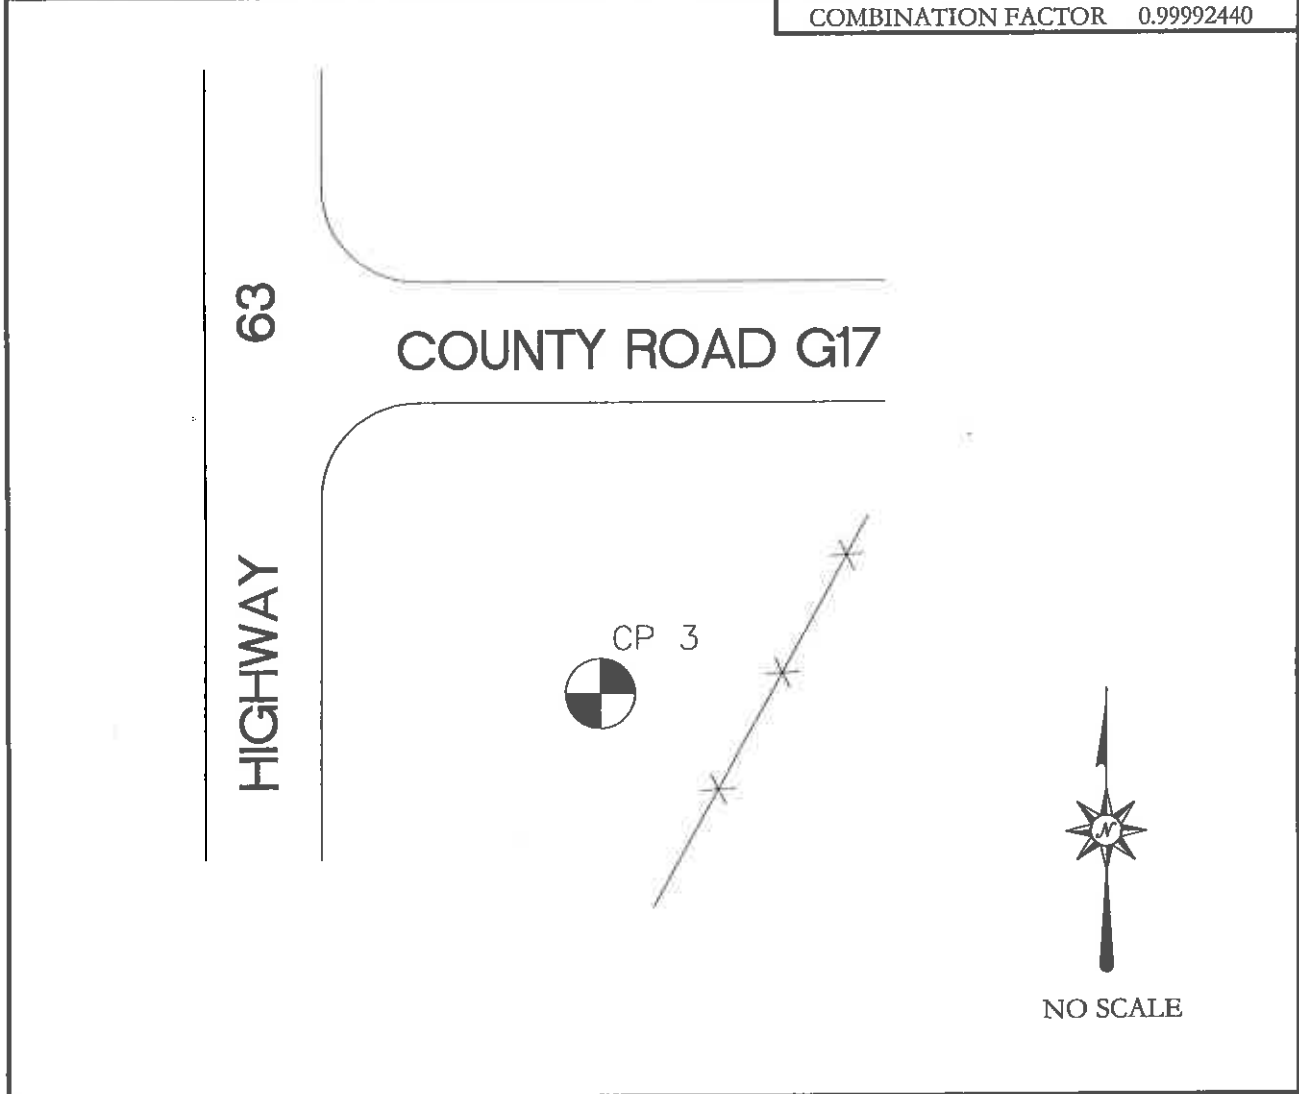 COMBINATION FACTOR 0.99992440
HIGHWAY 63
COUNTY ROAD G17
CP 3
N
NO SCALE